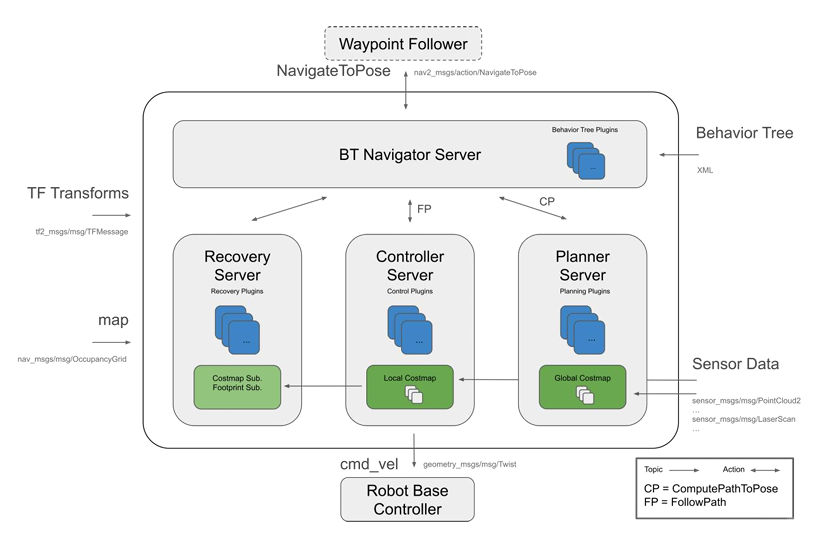 Waypoint Follower
NavigateToPose
nav2_msgs/action/NavigateToPose
Behavior Tree Plugins
BT Navigator Server
...
Behavior Tree
XML
TF Transforms
tf2_msgs/msg/TFMessage
FP
CP
Recovery
Server
Recovery Plugins
...
Costmap Sub.
Footprint Sub.
Controller
Server
Control Plugins
...
Local Costmap
Planner
Server
Planning Plugins
...
Global Costmap
map
nav_msgs/msg/OccupancyGrid
Sensor Data
sensor_msgs/msg/PointCloud2
...
sensor_msgs/msg/LaserScan
...
cmd_vel
geometry_msgs/msg/Twist
Robot Base
Controller
Topic
Action
CP = ComputePathToPose
FP = FollowPath